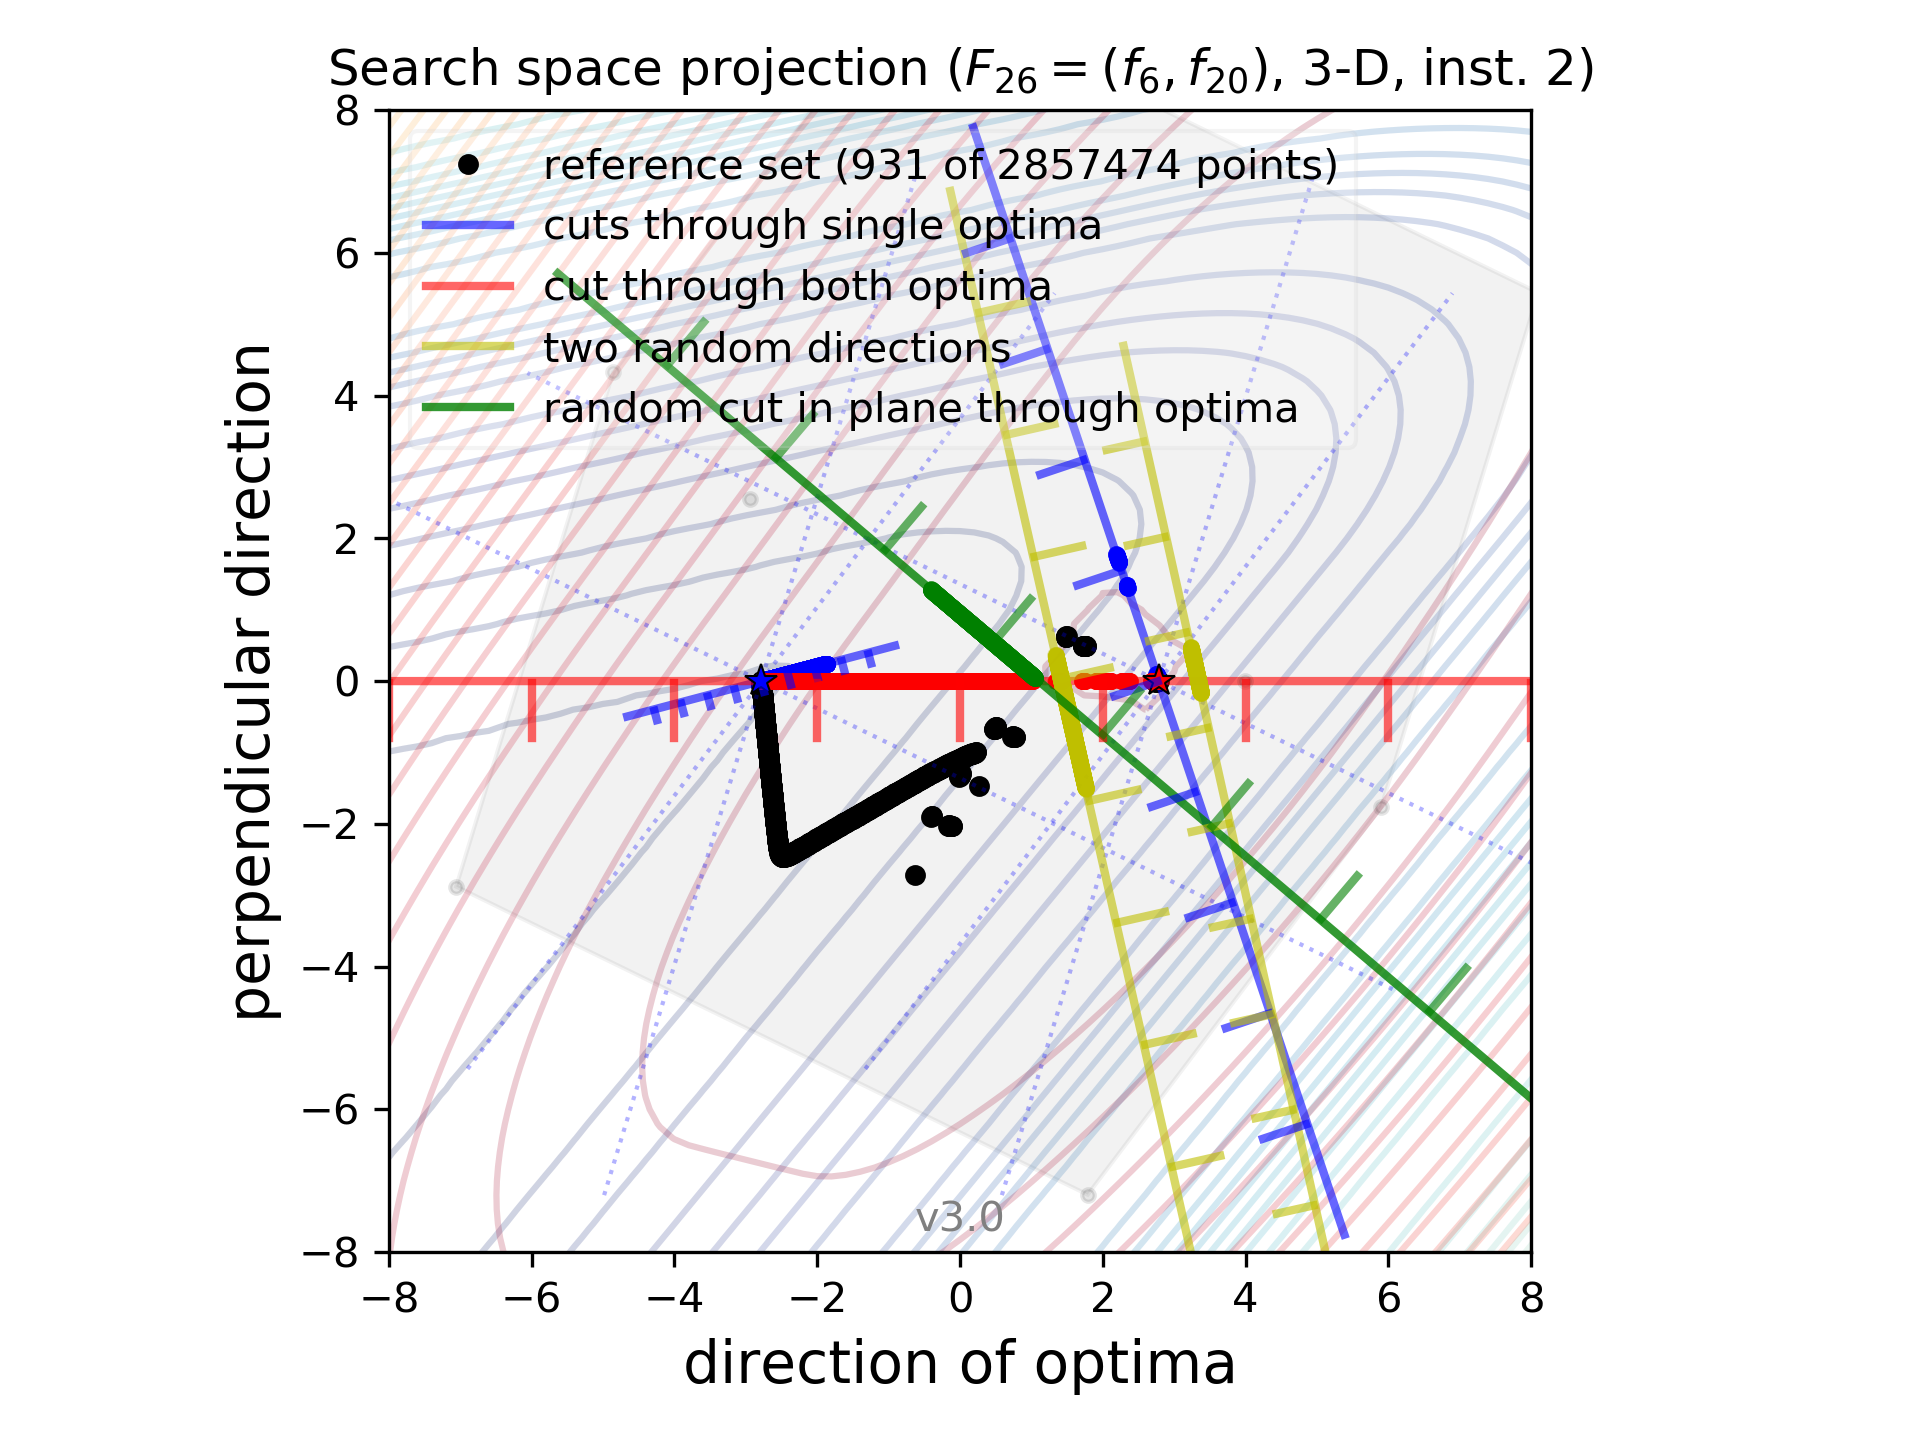 Search space projection (F26 = (f6, f20), 3-D, inst. 2)
reference set (931 of 2857474 points)
cuts through single optima
cut through both optima
two random directions
random cut in plane through optima
perpendicular direction
8
6
4
2
0
−2
−4
−6
−8
v3.0
−8 −6 −4 −2 0 2 4 6 8
direction of optima